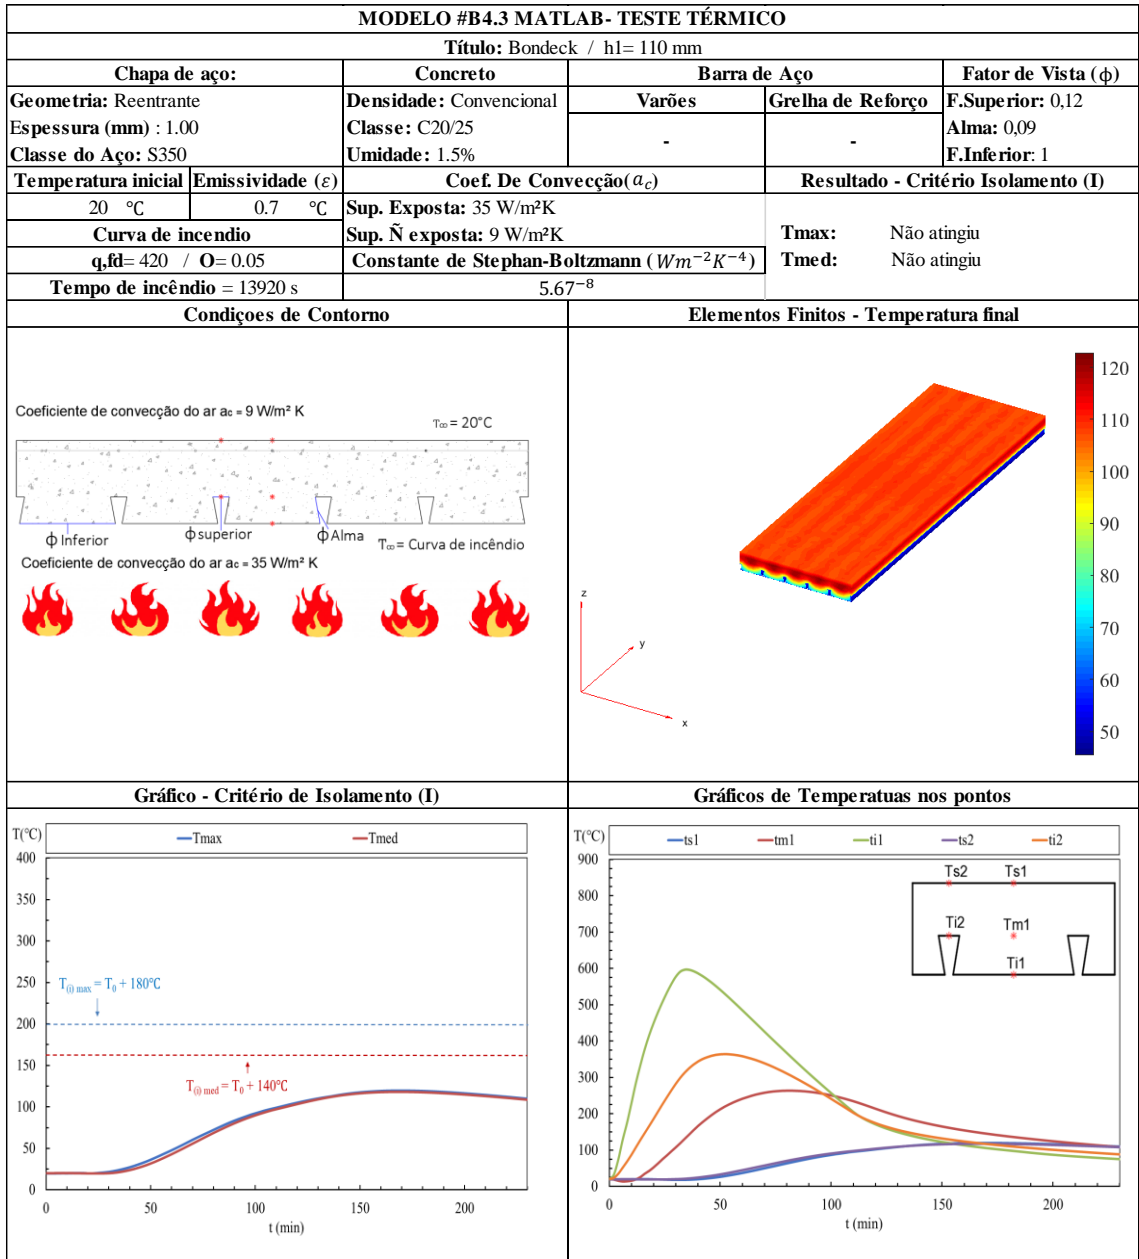 MODELO #B4.3 MATLAB- TESTE TÉRMICO
Título: Bondeck / h1= 110 mm
Chapa de aço: Concreto Barra de Aço Fator de Vista (ϕ)
Geometria: Reentrante Densidade: Convencional Varões Grelha de Reforço F.Superior: 0,12
Espessura (mm) : 1.00 Classe: C20/25 - - Alma: 0,09
Classe do Aço: S350 Umidade: 1.5% F.Inferior: 1
Temperatura inicial Emissividade (ε) Coef. De Convecção(a_c) Resultado - Critério Isolamento (I)
20 °C 0.7 °C Sup. Exposta: 35 W/m²K
Curva de incendio Sup. Ñ exposta: 9 W/m²K Tmax: Não atingiu
q,fd= 420 / O= 0.05 Constante de Stephan-Boltzmann (Wm⁻²K⁻⁴) Tmed: Não atingiu
Tempo de incêndio = 13920 s 5.67⁻⁸
Condiçoes de Contorno Elementos Finitos - Temperatura final
Coeficiente de convecção do ar ac = 9 W/m² K
T∞ = 20°C
ϕ Inferior ϕ superior ϕ Alma T∞ = Curva de incêndio
Coeficiente de convecção do ar ac = 35 W/m² K
z
y
x
120
110
100
90
80
70
60
50
Gráfico - Critério de Isolamento (I) Gráficos de Temperatuas nos pontos
T(°C)
Tmax Tmed
400
350
300
250
200
150
100
50
0
T(i) max = T0 + 180°C
T(i) med = T0 + 140°C
0 50 100 150 200
t (min)
T(°C)
ts1 tm1 ti1 ts2 ti2
900
800
700
600
500
400
300
200
100
0
Ts2 Ts1
Ti2 Tm1
Ti1
0 50 100 150 200
t (min)